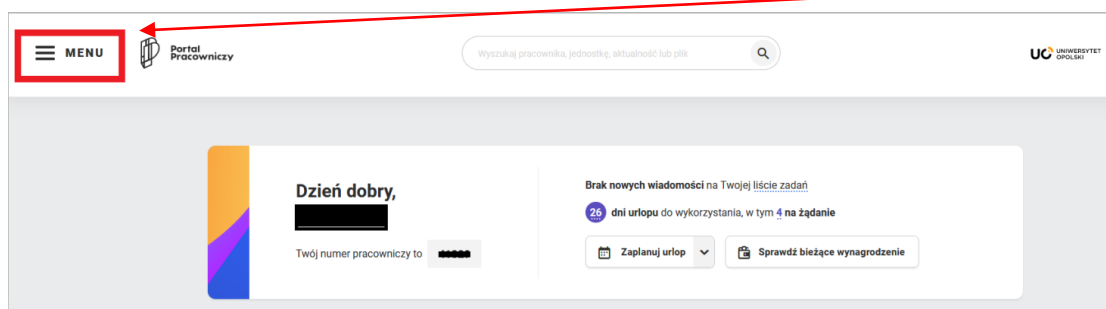 MENU
Portal
Pracowniczy
Wyszukaj pracownika, jednostkę, aktualność lub plik
UO UNIWERSYTET
OPOLSKI
Dzień dobry,
Twój numer pracowniczy to
Brak nowych wiadomości na Twojej liście zadań
26 dni urlopu do wykorzystania, w tym 4 na żądanie
Zaplanuj urlop
Sprawdź bieżące wynagrodzenie